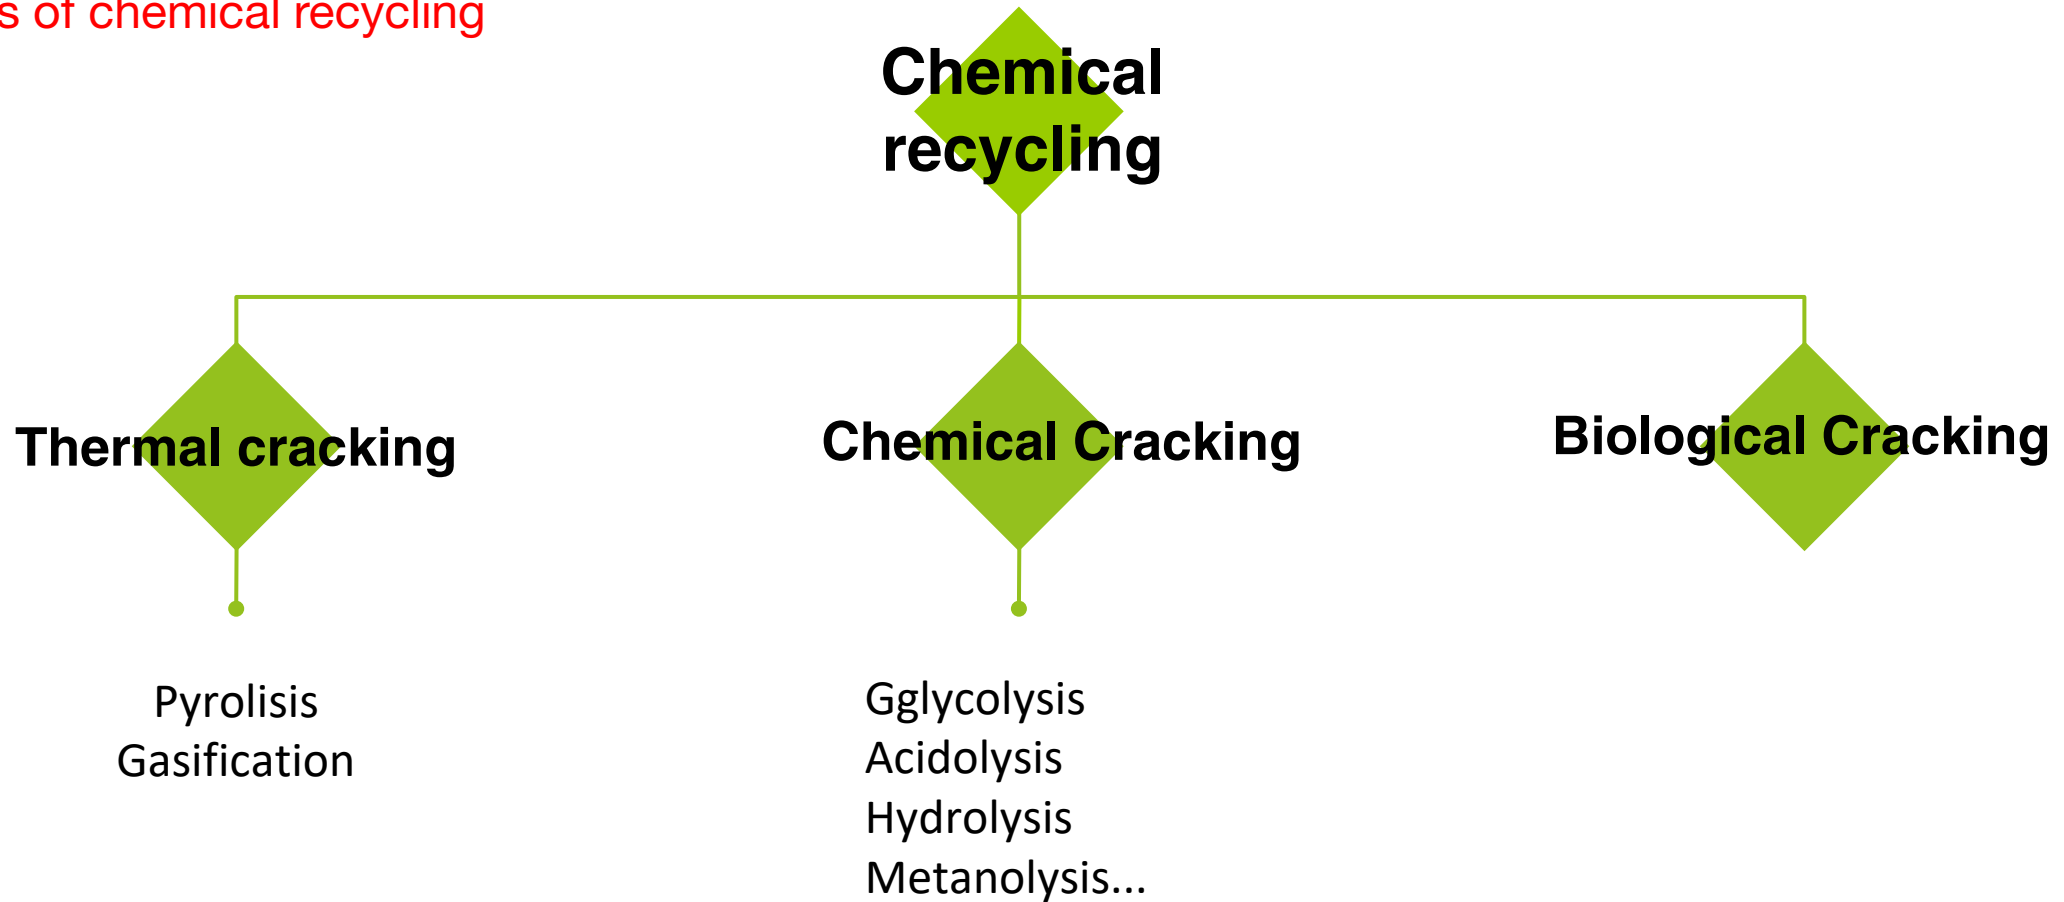 s of chemical recycling
Chemical
recycling
Thermal cracking
Chemical Cracking
Biological Cracking
Pyrolisis
Gasification
Gglycolysis
Acidolysis
Hydrolysis
Metanolysis...